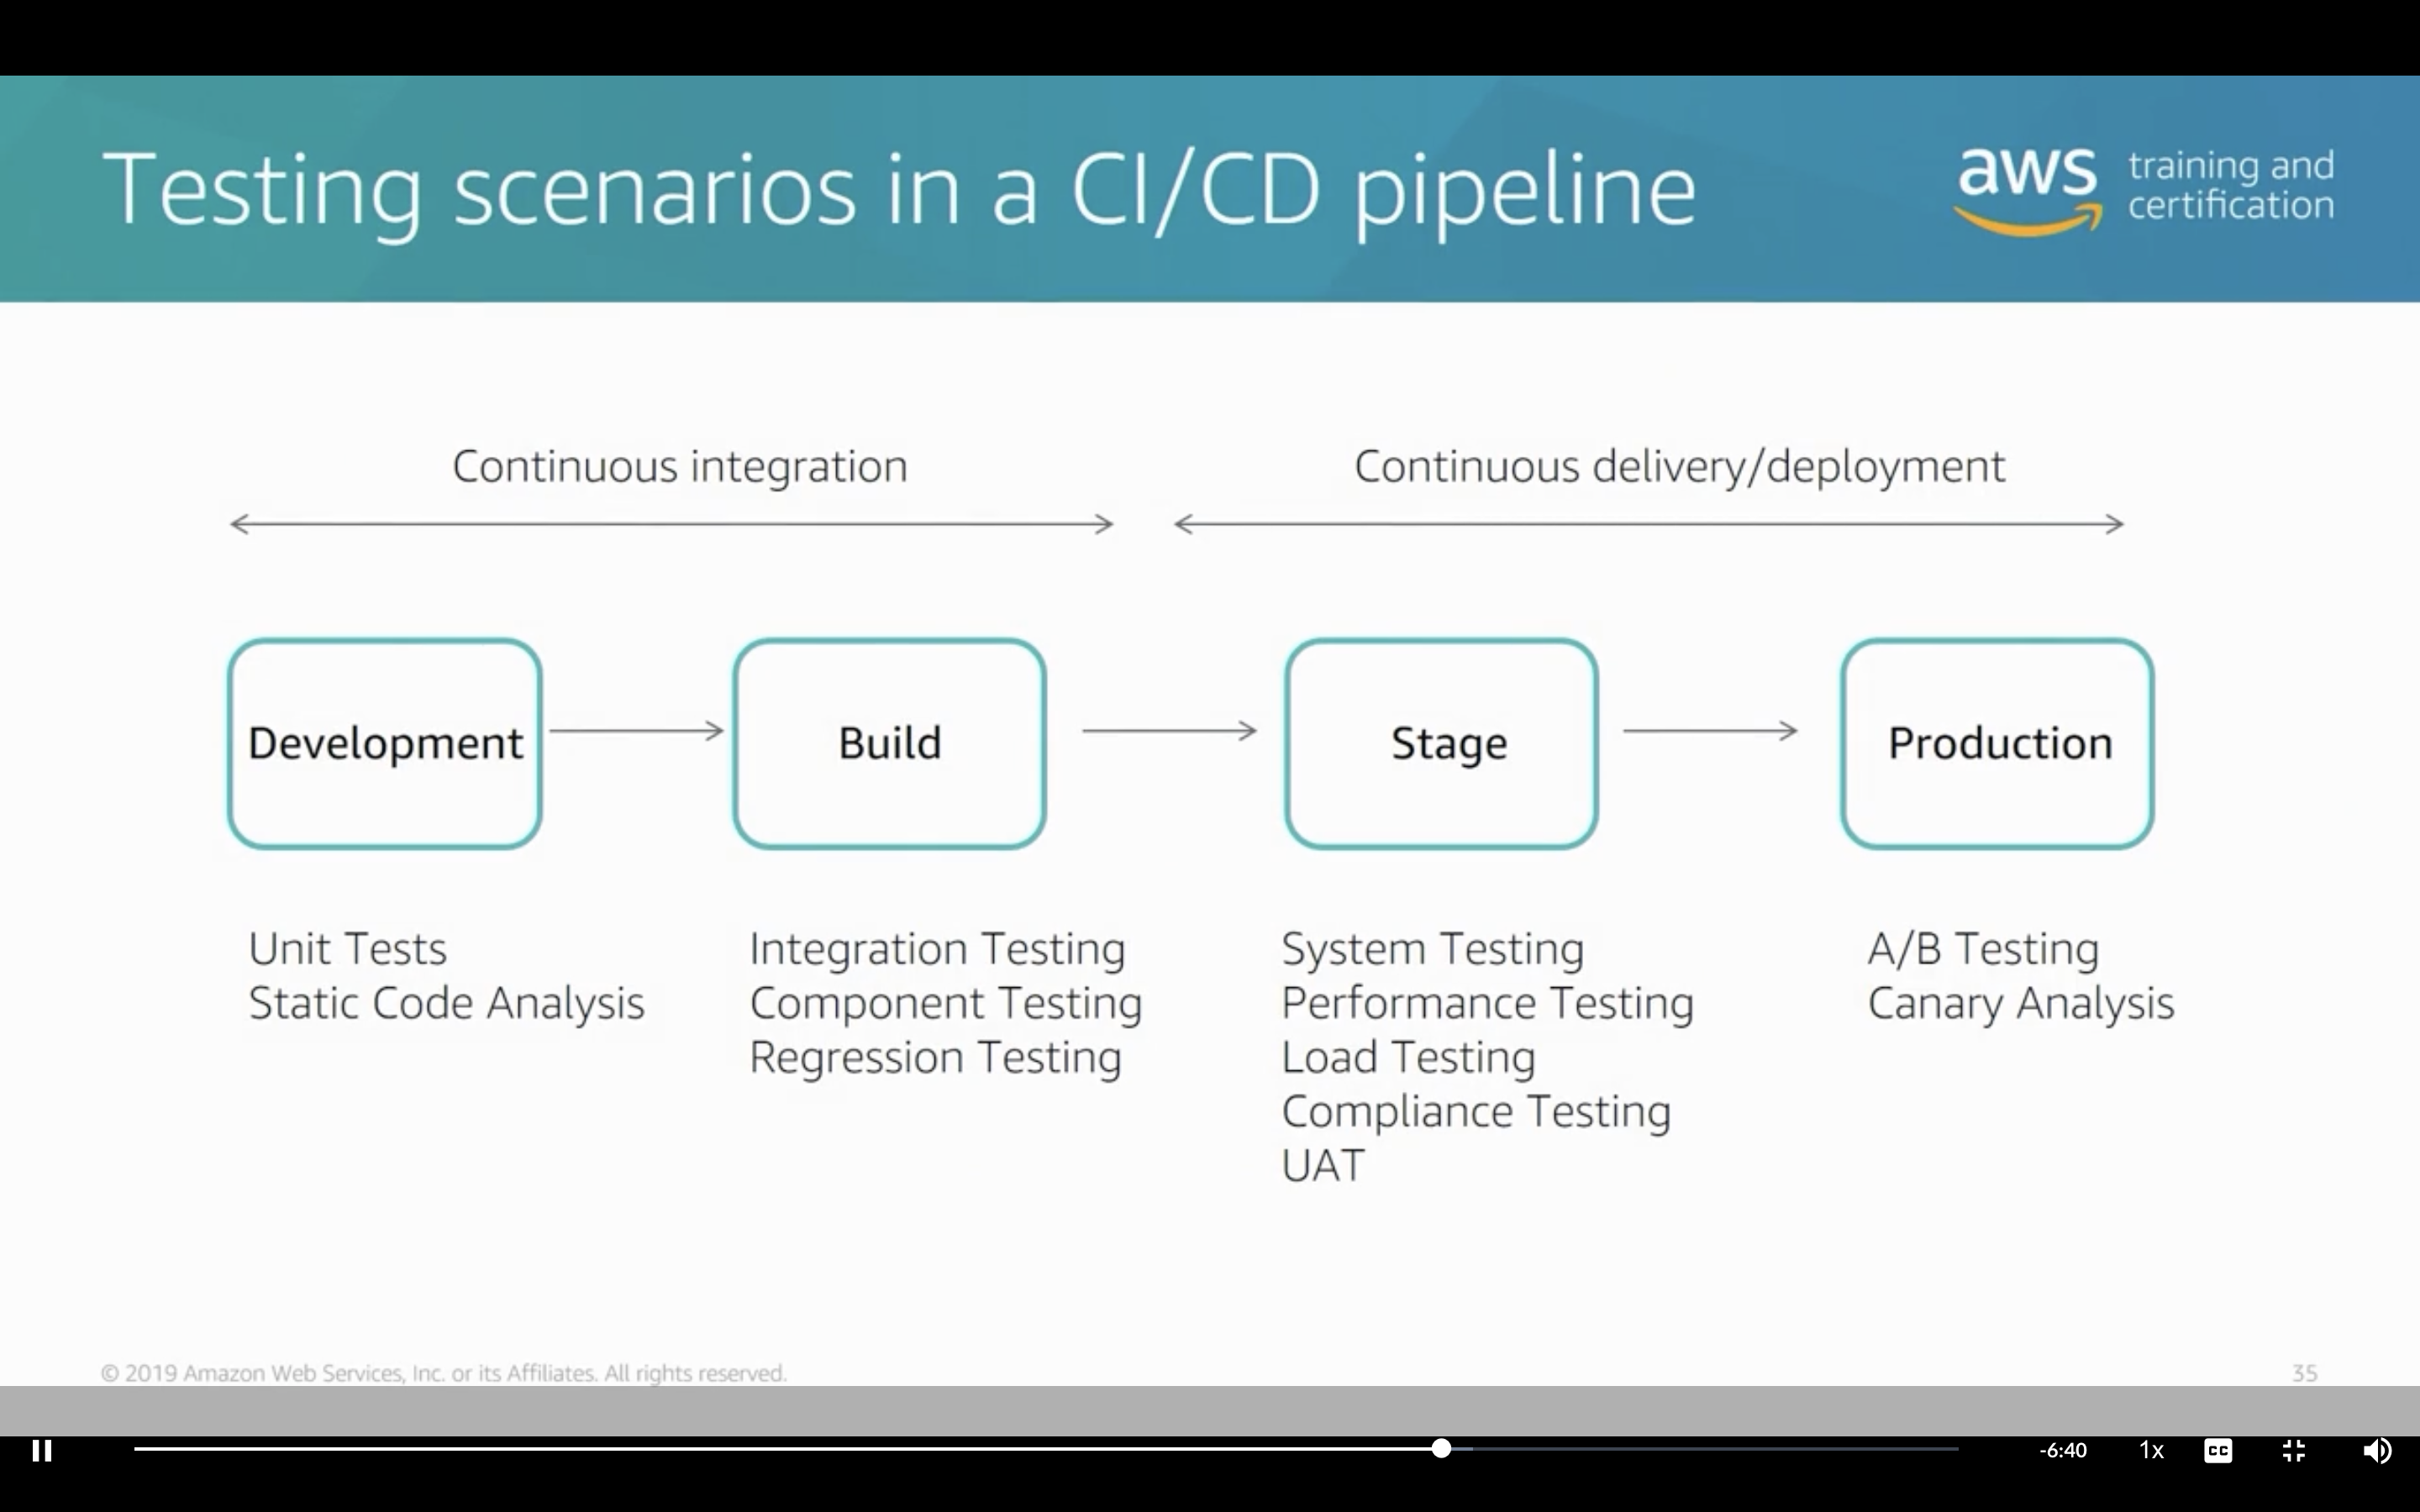 Testing scenarios in a CI/CD pipeline
aws training and certification
Continuous integration
Continuous delivery/deployment
Development
Build
Stage
Production
Unit Tests
Static Code Analysis
Integration Testing
Component Testing
Regression Testing
System Testing
Performance Testing
Load Testing
Compliance Testing
UAT
A/B Testing
Canary Analysis
© 2019 Amazon Web Services, Inc. or its Affiliates. All rights reserved.
35
-6:40
1x
CC